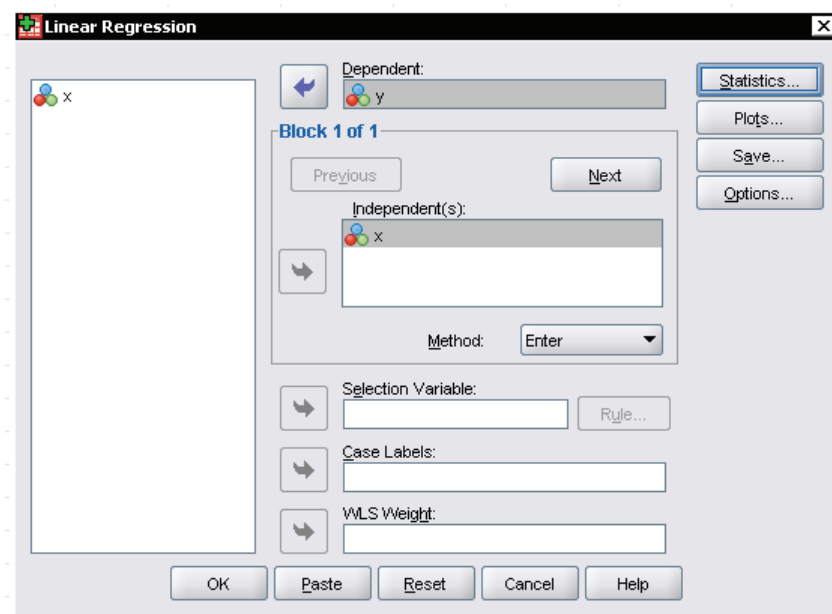 Linear Regression
x
Dependent:
y
Block 1 of 1
Previous
Next
Independent(s):
x
Method:
Enter
Selection Variable:
Rule...
Case Labels:
WLS Weight:
Statistics...
Plots...
Save...
Options...
OK
Paste
Reset
Cancel
Help